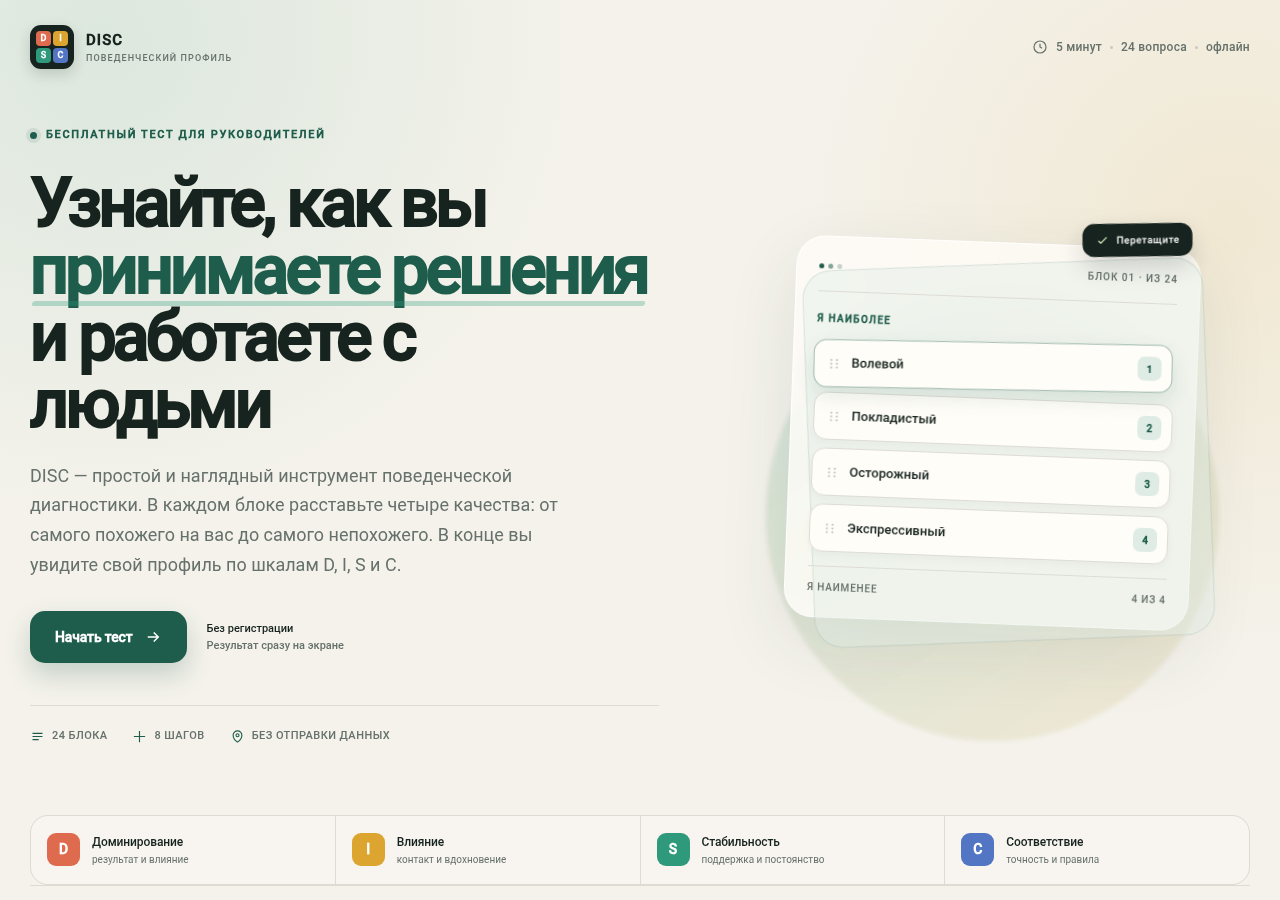 D I
S C
DISC
ПОВЕДЕНЧЕСКИЙ ПРОФИЛЬ
5 минут • 24 вопроса • офлайн
БЕСПЛАТНЫЙ ТЕСТ ДЛЯ РУКОВОДИТЕЛЕЙ
Узнайте, как вы
принимаете решения
и работаете с
людьми
DISC — простой и наглядный инструмент поведенческой
диагностики. В каждом блоке расставьте четыре качества: от
самого похожего на вас до самого непохожего. В конце вы
увидите свой профиль по шкалам D, I, S и C.
Начать тест →
Без регистрации
Результат сразу на экране
24 БЛОКА
8 ШАГОВ
БЕЗ ОТПРАВКИ ДАННЫХ
Перетащите
БЛОК 01 · ИЗ 24
Я НАИБОЛЕЕ
Волевой 1
Покладистый 2
Осторожный 3
Экспрессивный 4
Я НАИМЕНЕЕ
4 ИЗ 4
D
Доминирование
результат и влияние
I
Влияние
контакт и вдохновение
S
Стабильность
поддержка и постоянство
C
Соответствие
точность и правила